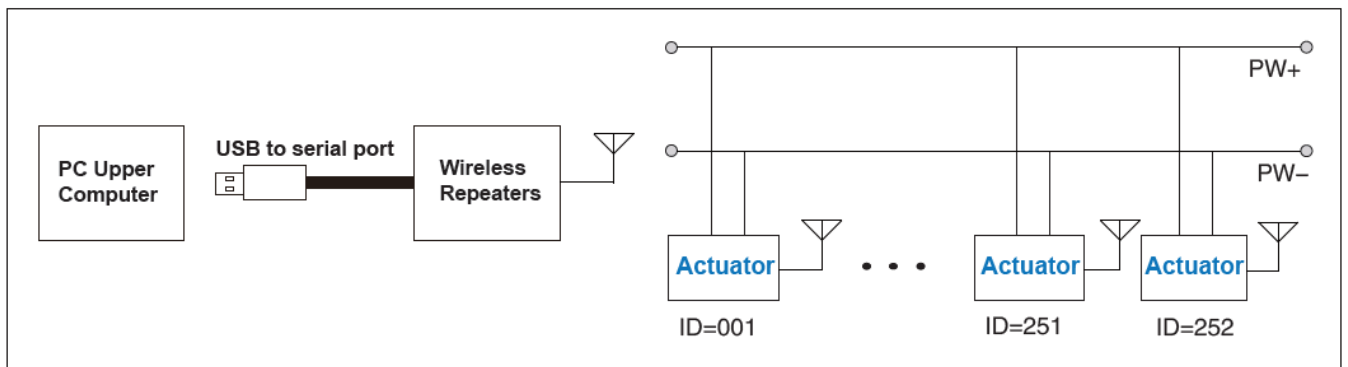 PW+
USB to serial port
PC Upper
Computer
Wireless
Repeaters
PW–
Actuator
Actuator
Actuator
ID=001
ID=251
ID=252